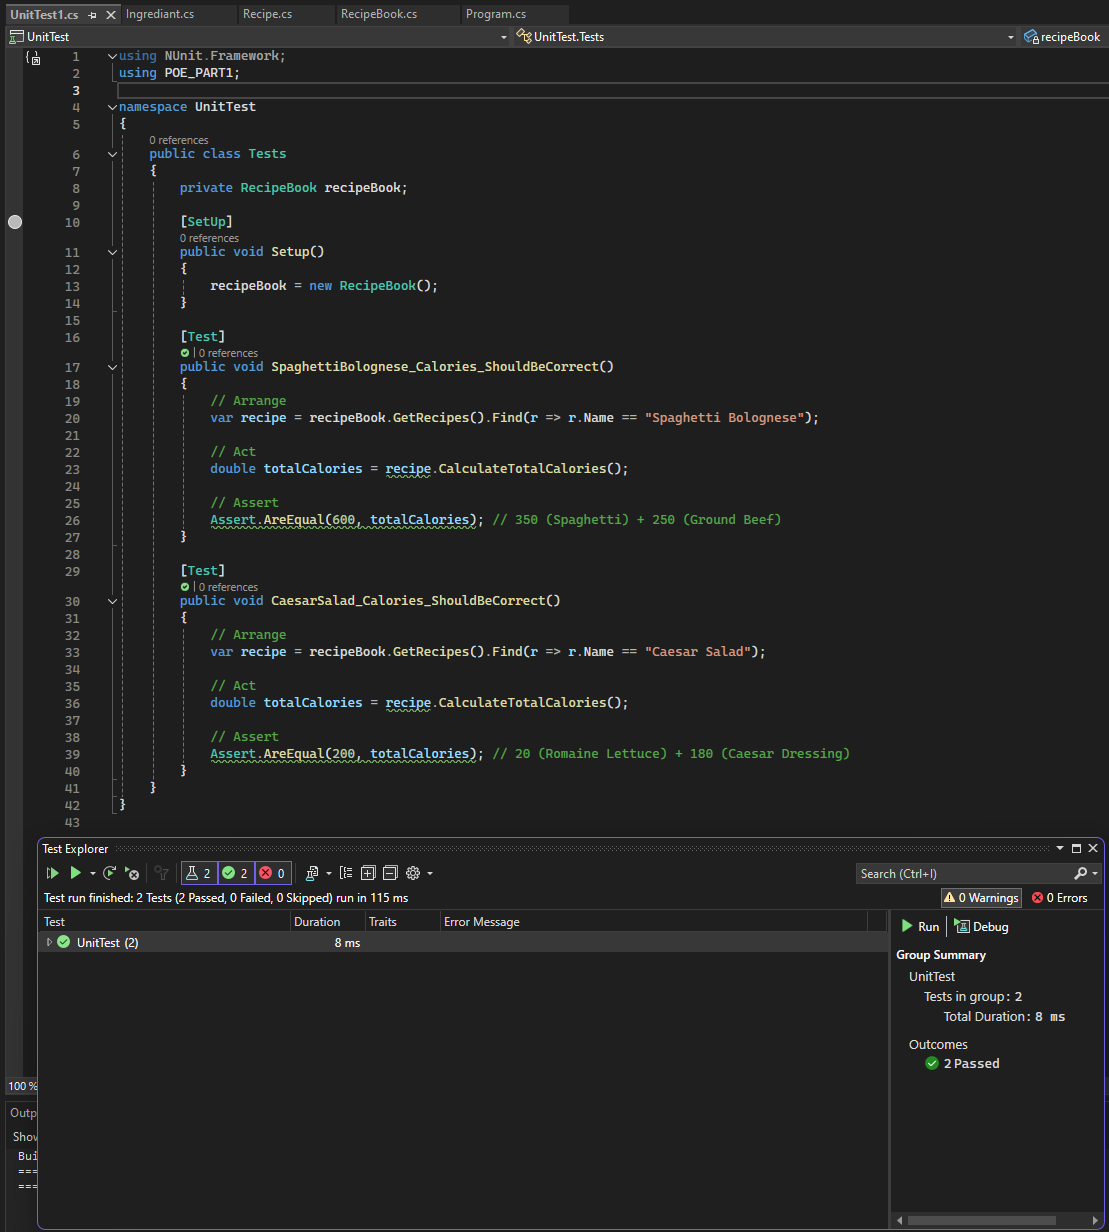 UnitTest1.cs
Ingrediant.cs
Recipe.cs
RecipeBook.cs
Program.cs
UnitTest
UnitTest.Tests
recipeBook
1 using NUnit.Framework;
2 using POE_PART1;
3
4 namespace UnitTest
5 {
0 references
6 public class Tests
7 {
8 private RecipeBook recipeBook;
9
10 [SetUp]
0 references
11 public void Setup()
12 {
13 recipeBook = new RecipeBook();
14 }
15
16 [Test]
| 0 references
17 public void SpaghettiBolognese_Calories_ShouldBeCorrect()
18 {
19 // Arrange
20 var recipe = recipeBook.GetRecipes().Find(r => r.Name == "Spaghetti Bolognese");
21
22 // Act
23 double totalCalories = recipe.CalculateTotalCalories();
24
25 // Assert
26 Assert.AreEqual(600, totalCalories); // 350 (Spaghetti) + 250 (Ground Beef)
27 }
28
29 [Test]
| 0 references
30 public void CaesarSalad_Calories_ShouldBeCorrect()
31 {
32 // Arrange
33 var recipe = recipeBook.GetRecipes().Find(r => r.Name == "Caesar Salad");
34
35 // Act
36 double totalCalories = recipe.CalculateTotalCalories();
37
38 // Assert
39 Assert.AreEqual(200, totalCalories); // 20 (Romaine Lettuce) + 180 (Caesar Dressing)
40 }
41 }
42 }
43
Test Explorer
2 2 0
Search (Ctrl+I)
Test run finished: 2 Tests (2 Passed, 0 Failed, 0 Skipped) run in 115 ms
0 Warnings 0 Errors
Test Duration Traits Error Message
UnitTest (2) 8 ms
Run Debug
Group Summary
UnitTest
Tests in group: 2
Total Duration: 8 ms
Outcomes
2 Passed
100 %
Outp
Show
Bui
===
===